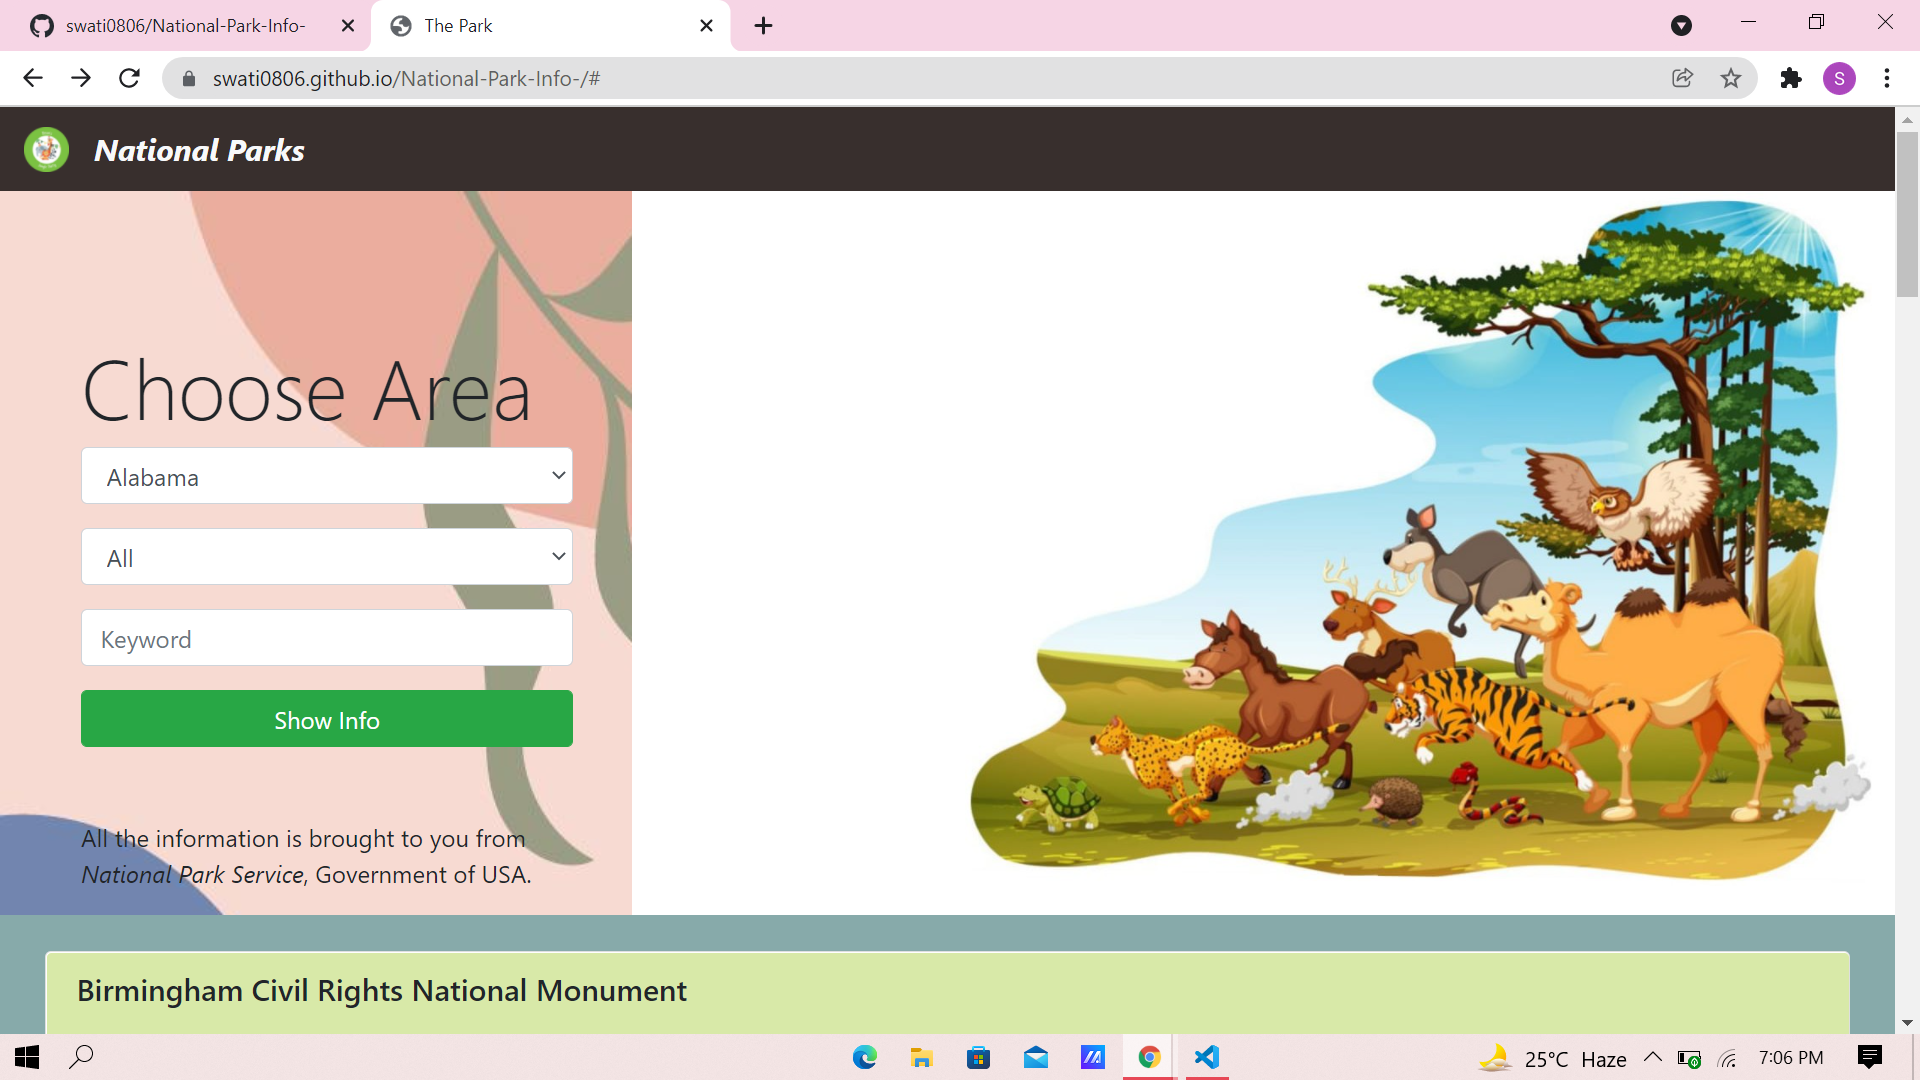 swati0806/National-Park-Info-
The Park
swati0806.github.io/National-Park-Info-/#
S
National Parks
Choose Area
Alabama
All
Keyword
Show Info
All the information is brought to you from
National Park Service, Government of USA.
Birmingham Civil Rights National Monument
25°C Haze
7:06 PM